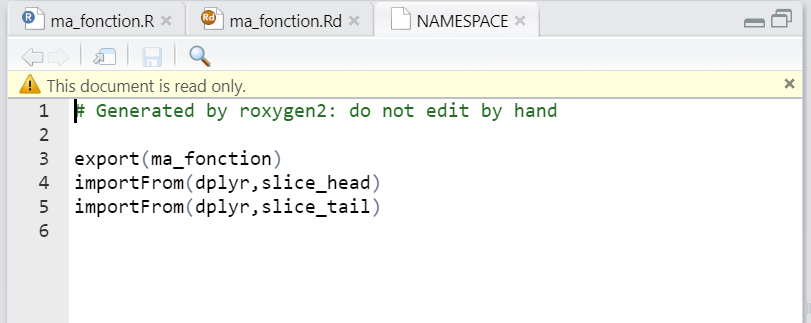 ma_fonction.R
ma_fonction.Rd
NAMESPACE
This document is read only.
1 # Generated by roxygen2: do not edit by hand
2
3 export(ma_fonction)
4 importFrom(dplyr,slice_head)
5 importFrom(dplyr,slice_tail)
6